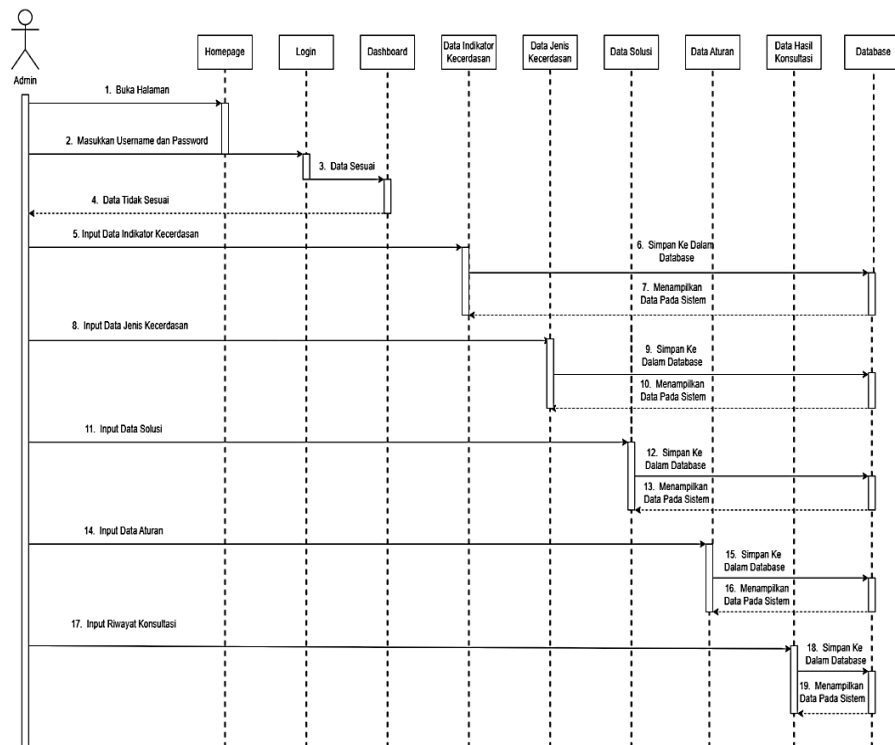 Homepage
Login
Dashboard
Data Indikator
Kecerdasan
Data Jenis
Kecerdasan
Data Solusi
Data Aturan
Data Hasil
Konsultasi
Database
Admin
1. Buka Halaman
2. Masukkan Username dan Password
3. Data Sesuai
4. Data Tidak Sesuai
5. Input Data Indikator Kecerdasan
6. Simpan Ke Dalam
Database
7. Menampilkan
Data Pada Sistem
8. Input Data Jenis Kecerdasan
9. Simpan Ke
Dalam Database
10. Menampilkan
Data Pada Sistem
11. Input Data Solusi
12. Simpan Ke
Dalam Database
13. Menampilkan
Data Pada Sistem
14. Input Data Aturan
15. Simpan Ke
Dalam Database
16. Menampilkan
Data Pada Sistem
17. Input Riwayat Konsultasi
18. Simpan Ke
Dalam Database
19. Menampilkan
Data Pada Sistem